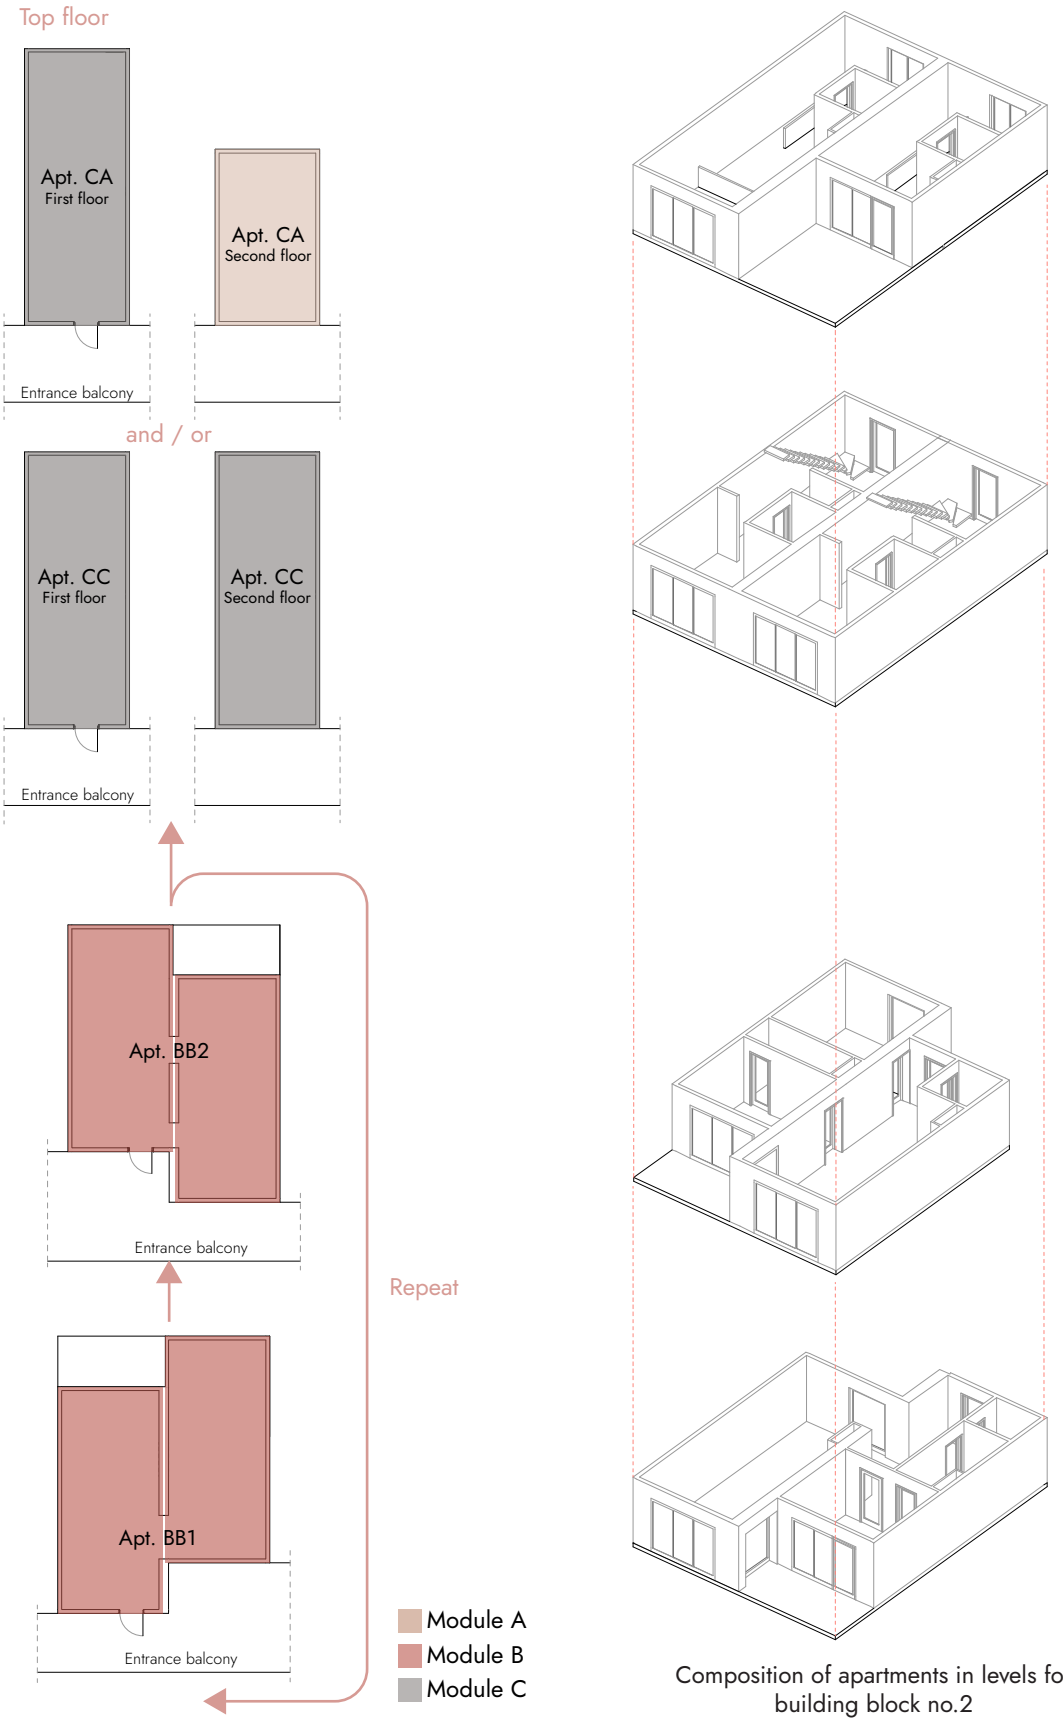 Top floor
Apt. CA
First floor
Apt. CA
Second floor
Entrance balcony
and / or
Apt. CC
First floor
Apt. CC
Second floor
Entrance balcony
Apt. BB2
Entrance balcony
Repeat
Apt. BB1
Entrance balcony
Module A
Module B
Module C
Composition of apartments in levels fo
building block no.2